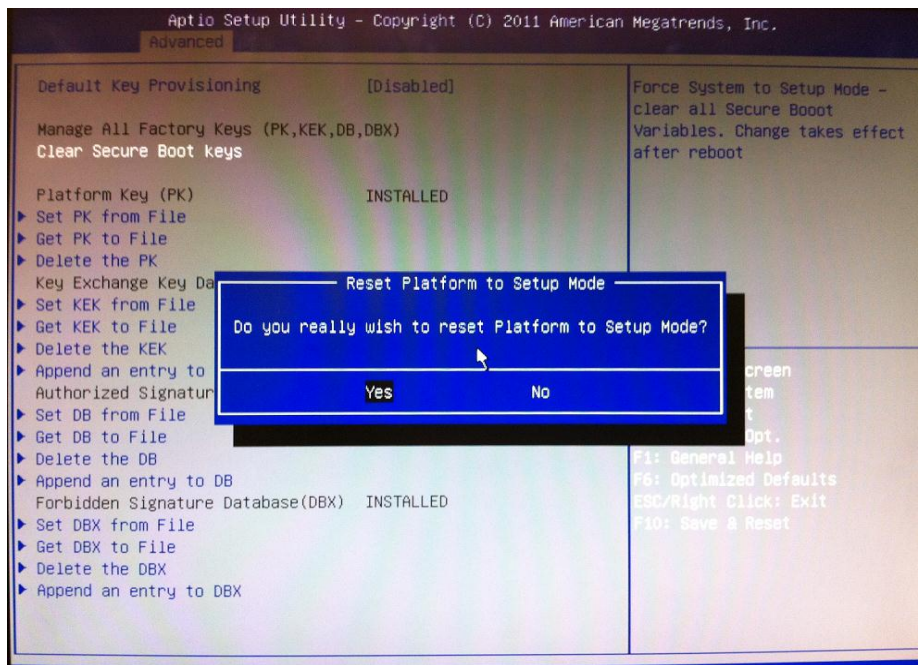 Aptio Setup Utility - Copyright (C) 2011 American Megatrends, Inc.
Advanced
Default Key Provisioning [Disabled]
Manage All Factory Keys (PK,KEK,DB,DBX)
Clear Secure Boot keys
Platform Key (PK) INSTALLED
Set PK from File
Get PK to File
Delete the PK
Key Exchange Key Da
Set KEK from File
Get KEK to File
Delete the KEK
Append an entry to
Authorized Signatur
Set DB from File
Get DB to File
Delete the DB
Append an entry to DB
Forbidden Signature Database(DBX) INSTALLED
Set DBX from File
Get DBX to File
Delete the DBX
Append an entry to DBX
Reset Platform to Setup Mode
Do you really wish to reset Platform to Setup Mode?
Yes No
Force System to Setup Mode -
clear all Secure Booot
Variables. Change takes effect
after reboot
creen
tem
t
Opt.
F1: General Help
F6: Optimized Defaults
ESC/Right Click: Exit
F10: Save & Reset